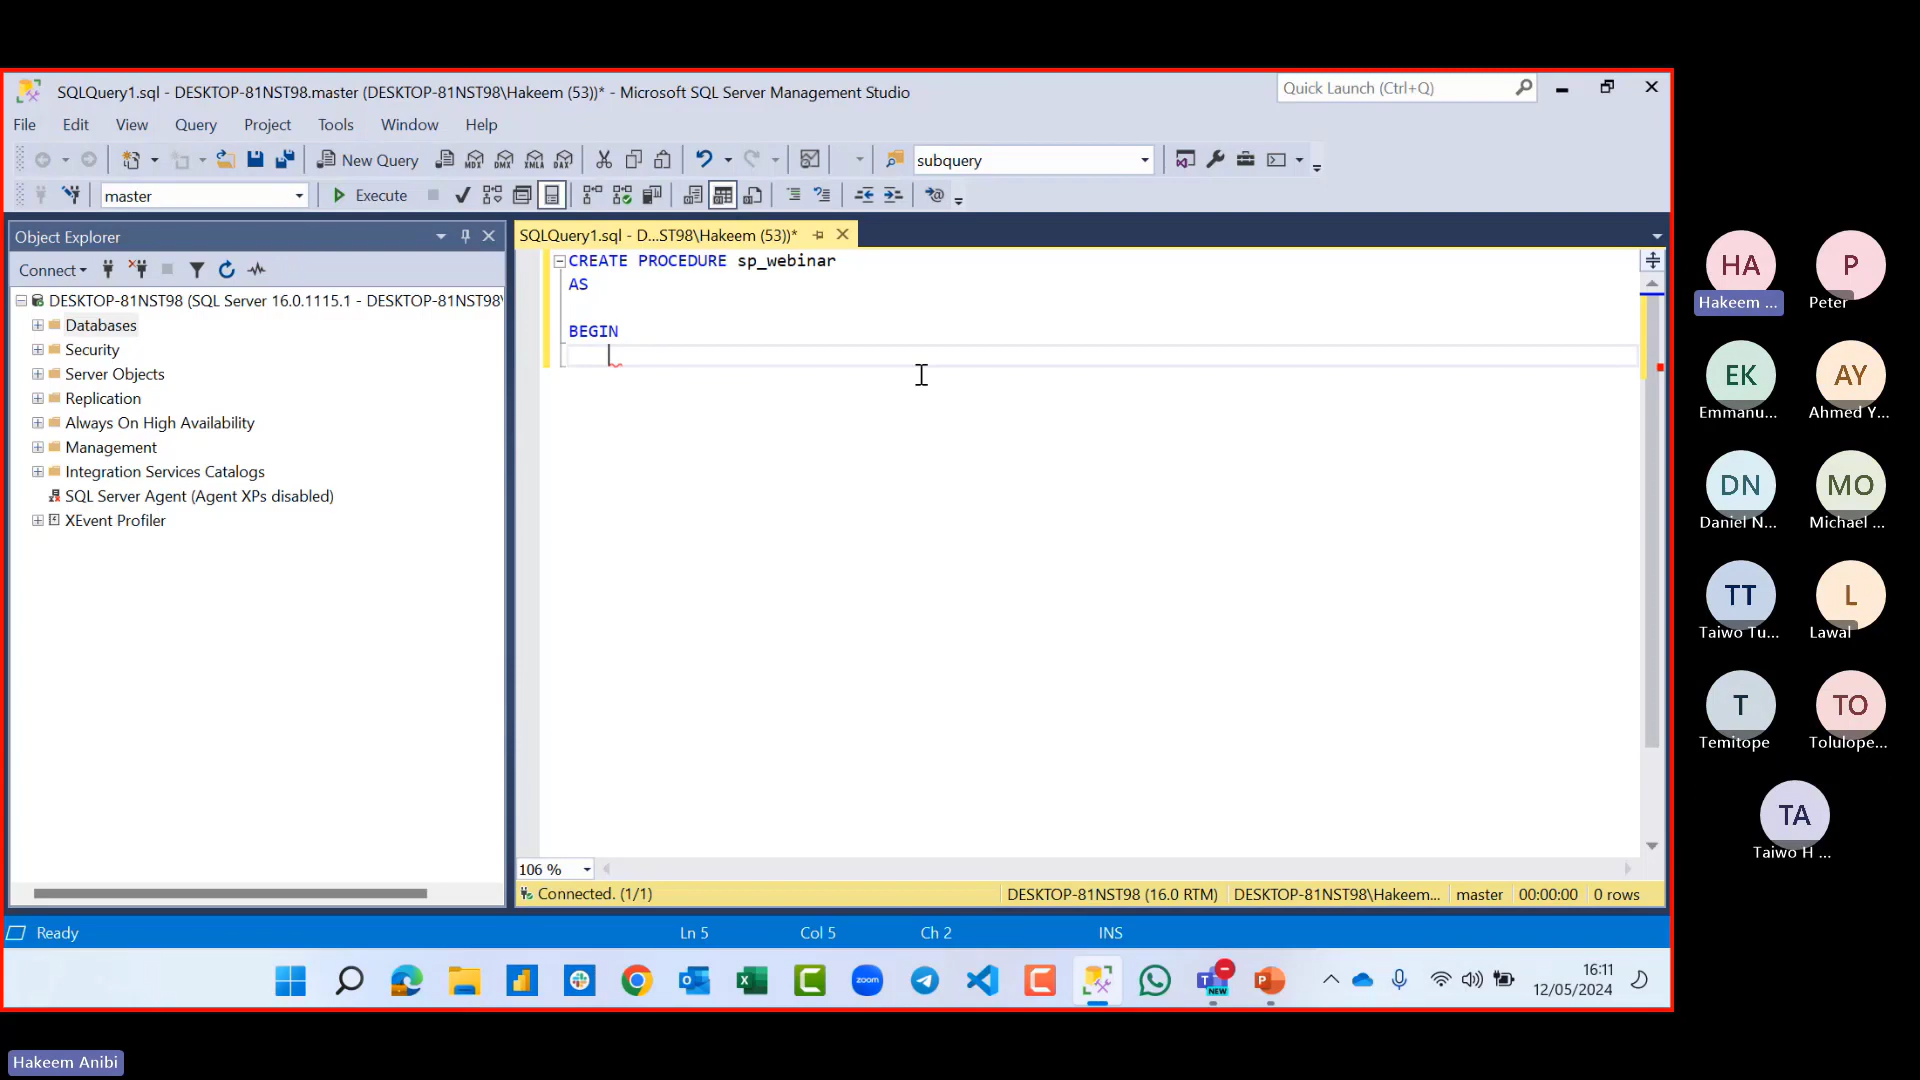 SQLQuery1.sql - DESKTOP-81NST98.master (DESKTOP-81NST98\Hakeem (53))* - Microsoft SQL Server Management Studio
Quick Launch (Ctrl+Q)
File Edit View Query Project Tools Window Help
New Query MDX DMX XMLA DAX subquery
master Execute
Object Explorer
SQLQuery1.sql - D...ST98\Hakeem (53))*
Connect
DESKTOP-81NST98 (SQL Server 16.0.1115.1 - DESKTOP-81NST98\
Databases
Security
Server Objects
Replication
Always On High Availability
Management
Integration Services Catalogs
SQL Server Agent (Agent XPs disabled)
XEvent Profiler
CREATE PROCEDURE sp_webinar
AS
BEGIN
106 %
Connected. (1/1) DESKTOP-81NST98 (16.0 RTM) DESKTOP-81NST98\Hakeem... master 00:00:00 0 rows
Ready Ln 5 Col 5 Ch 2 INS
zoom
NEW
16:11
12/05/2024
HA
Hakeem ...
P
Peter
EK
Emmanu...
AY
Ahmed Y...
DN
Daniel N...
MO
Michael ...
TT
Taiwo Tu...
L
Lawal
T
Temitope
TO
Tolulope...
TA
Taiwo H ...
Hakeem Anibi